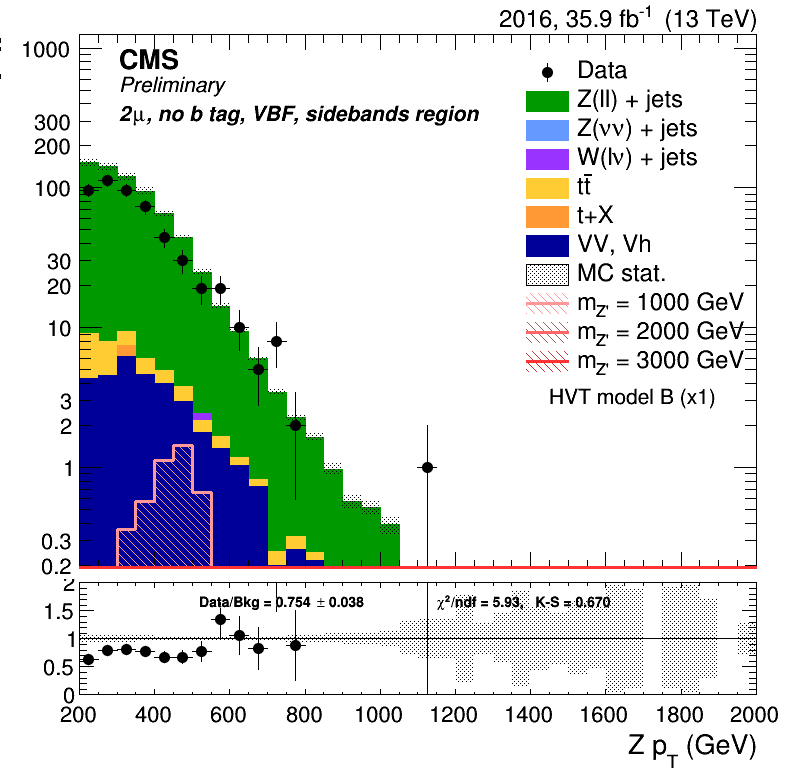 2016, 35.9 fb⁻¹ (13 TeV)
CMS
Preliminary
2μ, no b tag, VBF, sidebands region
Data
Z(ll) + jets
Z(νν) + jets
W(lν) + jets
tt̄
t+X
VV, Vh
MC stat.
m_Z' = 1000 GeV
m_Z' = 2000 GeV
m_Z' = 3000 GeV
HVT model B (x1)
1000
300
200
100
30
20
10
3
2
1
0.3
0.2
Data/Bkg = 0.754 ± 0.038
χ²/ndf = 5.93, K-S = 0.670
2
1.5
1
0.5
0
200 400 600 800 1000 1200 1400 1600 1800 2000
Z p_T (GeV)